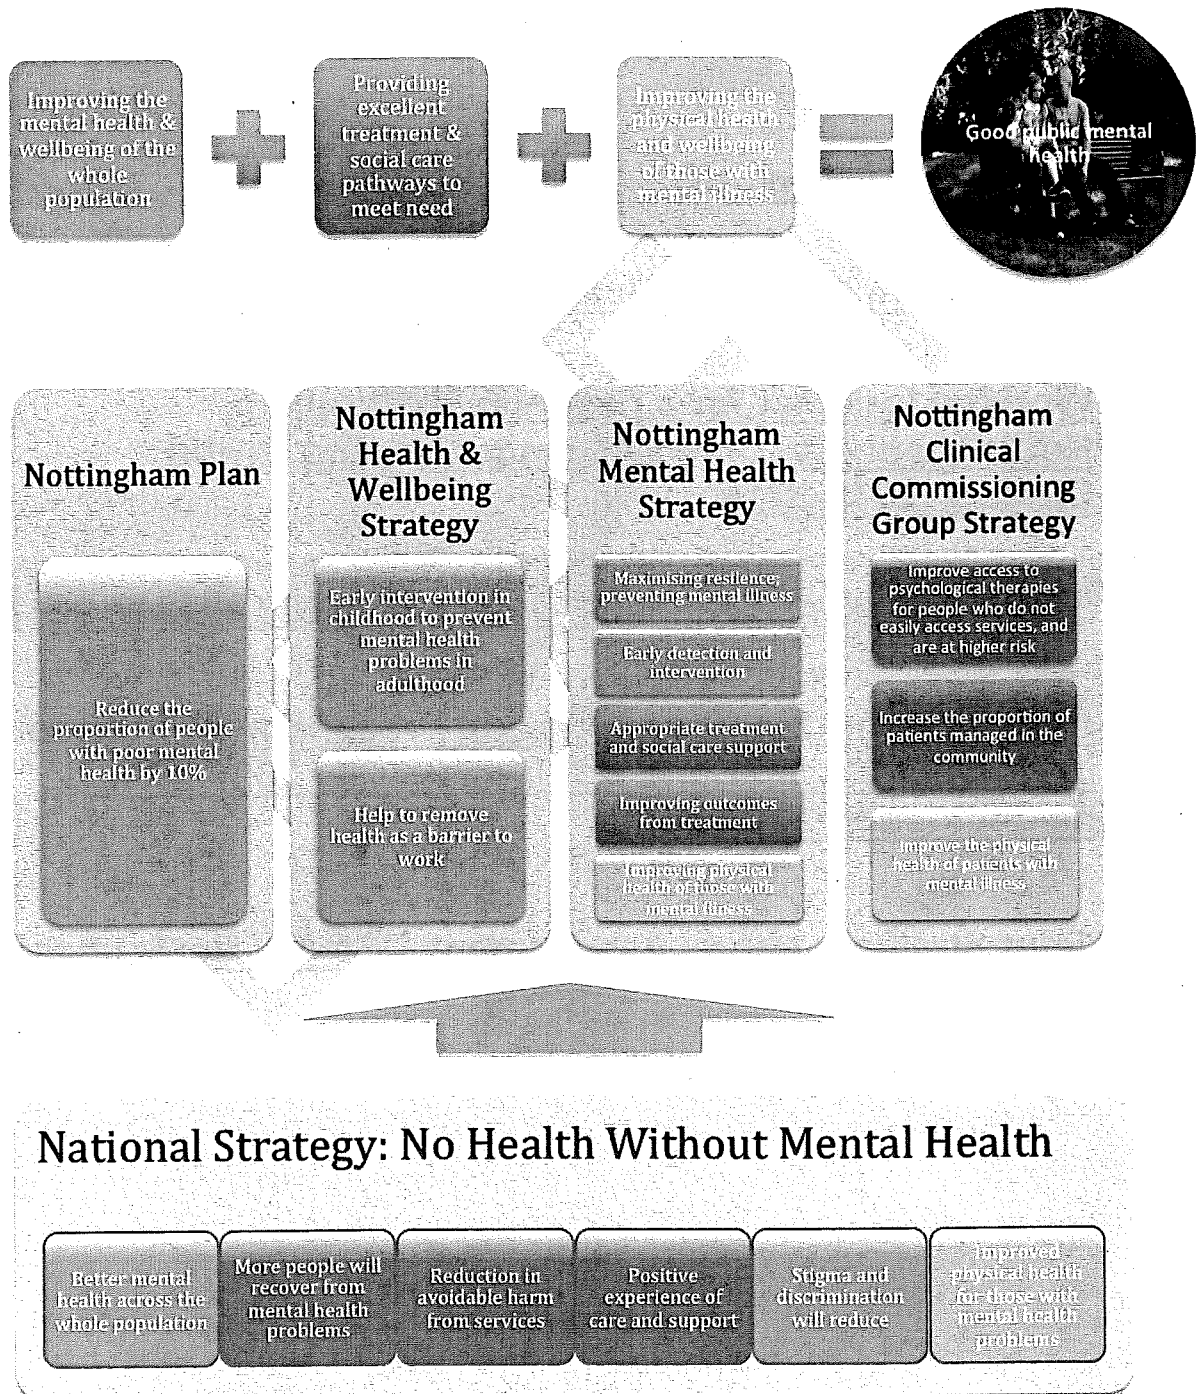 Improving the
mental health &
wellbeing of the
whole
population
Providing
excellent
treatment &
social care
pathways to
meet need
Improving the
physical health
and wellbeing
of those with
mental illness
Good public mental
health
Nottingham Plan
Reduce the
proportion of people
with poor mental
health by 10%
Nottingham
Health &
Wellbeing
Strategy
Early intervention in
childhood to prevent
mental health
problems in
adulthood
Help to remove
health as a barrier to
work
Nottingham
Mental Health
Strategy
Maximising resilence,
preventing mental illness
Early detection and
intervention
Appropriate treatment
and social care support
Improving outcomes
from treatment
Improving physical
health of those with
mental illness
Nottingham
Clinical
Commissioning
Group Strategy
Improve access to
psychological therapies
for people who do not
easily access services, and
are at higher risk
Increase the proportion of
patients managed in the
community
Improve the physical
health of patients with
mental illness
National Strategy: No Health Without Mental Health
Better mental
health across the
whole population
More people will
recover from
mental health
problems
Reduction in
avoidable harm
from services
Positive
experience of
care and support
Stigma and
discrimination
will reduce
Improved
physical health
for those with
mental health
problems